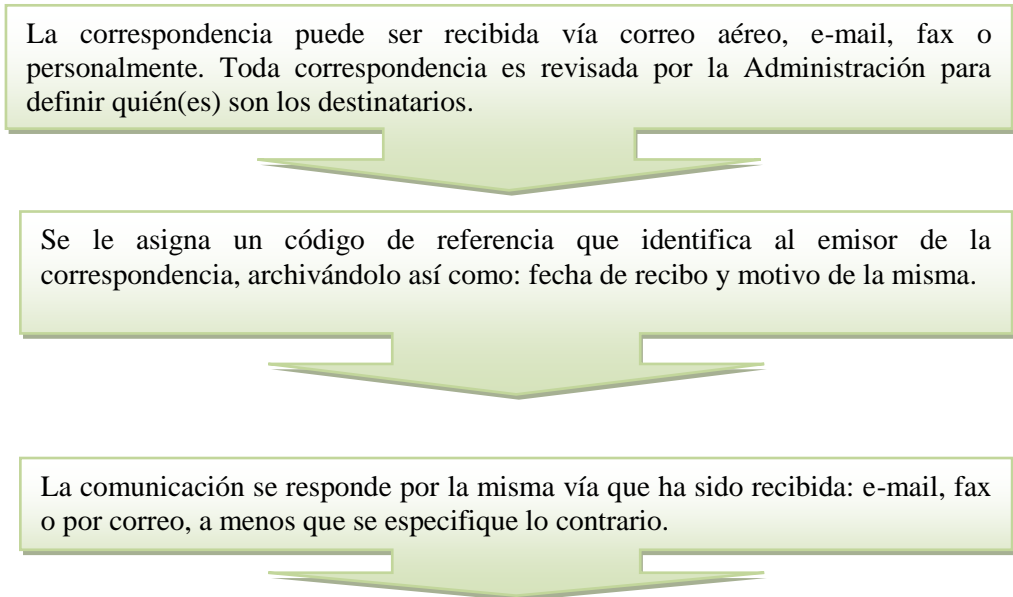 La correspondencia puede ser recibida vía correo aéreo, e-mail, fax o
personalmente. Toda correspondencia es revisada por la Administración para
definir quién(es) son los destinatarios.
Se le asigna un código de referencia que identifica al emisor de la
correspondencia, archivándolo así como: fecha de recibo y motivo de la misma.
La comunicación se responde por la misma vía que ha sido recibida: e-mail, fax
o por correo, a menos que se especifique lo contrario.